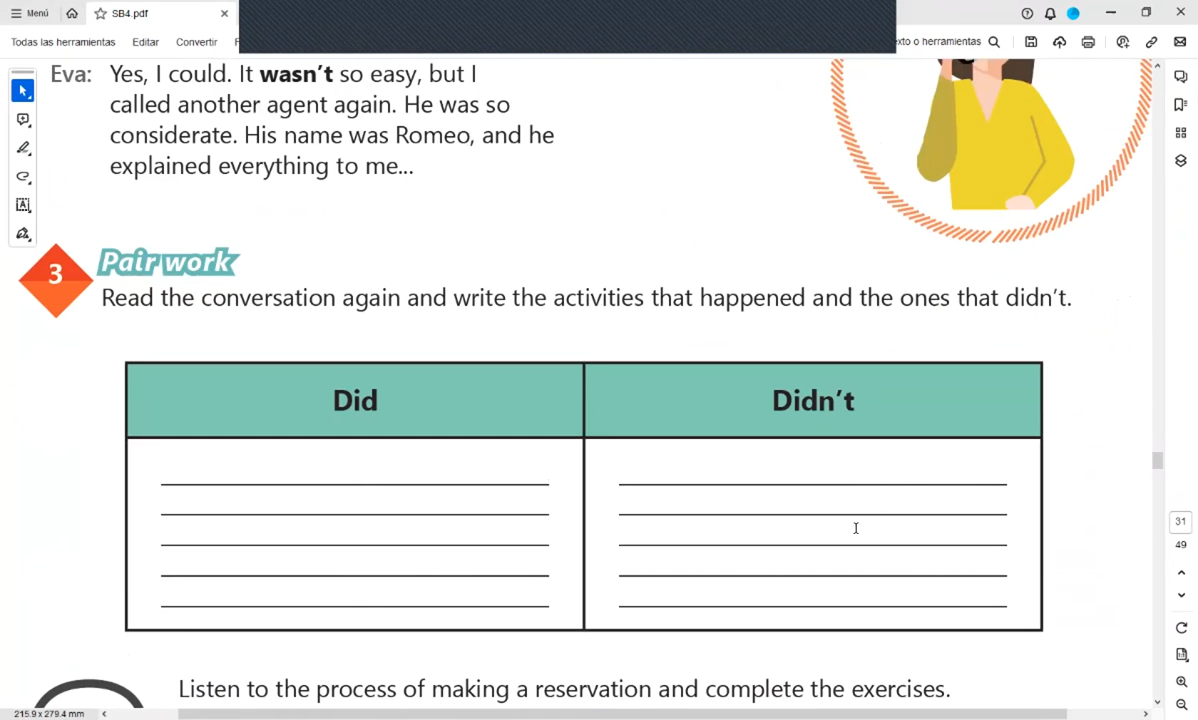 Menú
SB4.pdf
Todas las herramientas Editar Convertir
exto o herramientas
Eva: Yes, I could. It wasn't so easy, but I
called another agent again. He was so
considerate. His name was Romeo, and he
explained everything to me...
3 Pair work
Read the conversation again and write the activities that happened and the ones that didn't.
Did Didn't
31
49
Listen to the process of making a reservation and complete the exercises.
215.9 x 279.4 mm